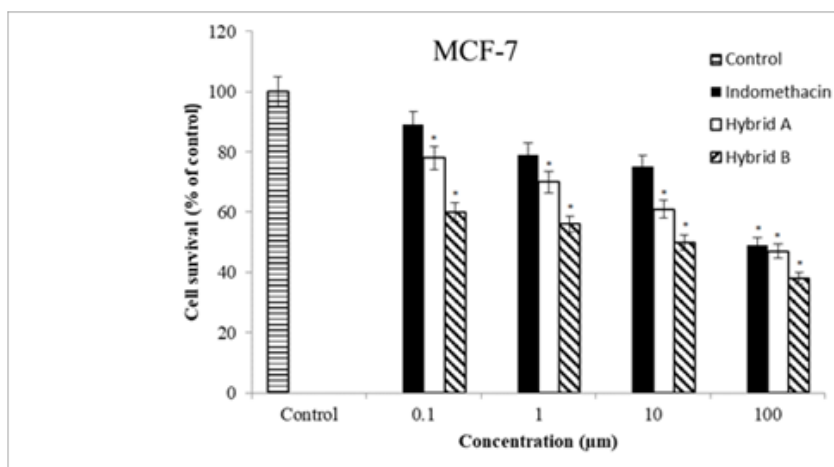 MCF-7
120
100
80
60
40
20
0
Cell survival (% of control)
Control
Indomethacin
Hybrid A
Hybrid B
* * * * * * * * *
Control 0.1 1 10 100
Concentration (µm)